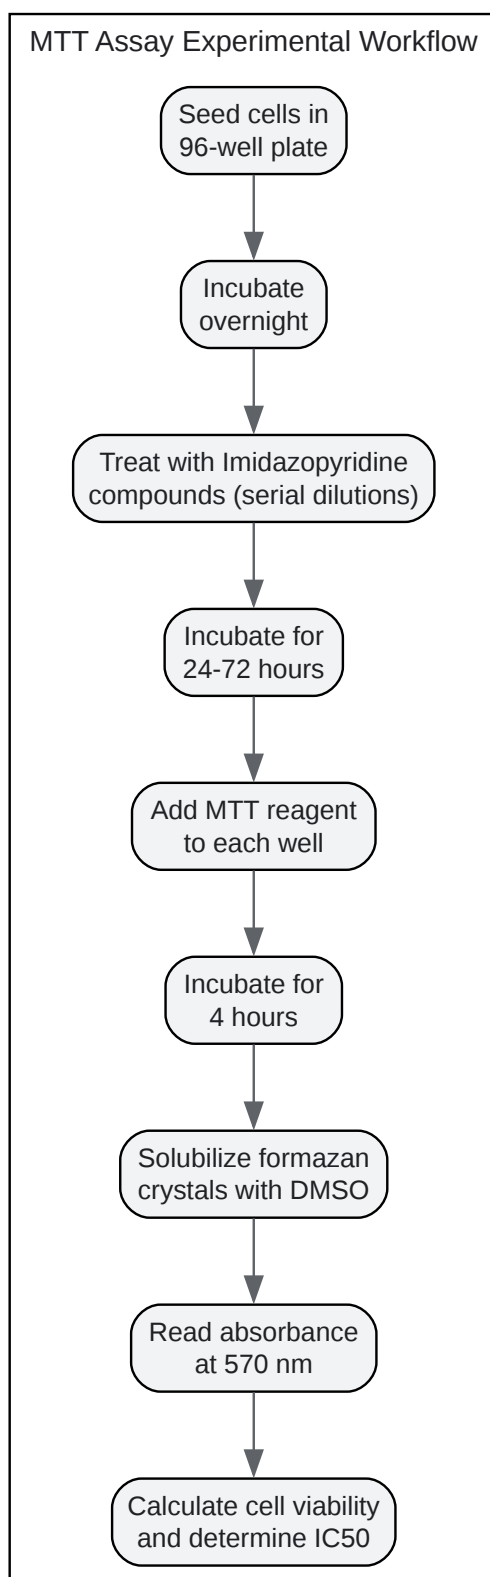 MTT Assay Experimental Workflow
Seed cells in
96-well plate
Incubate
overnight
Treat with Imidazopyridine
compounds (serial dilutions)
Incubate for
24-72 hours
Add MTT reagent
to each well
Incubate for
4 hours
Solubilize formazan
crystals with DMSO
Read absorbance
at 570 nm
Calculate cell viability
and determine IC50